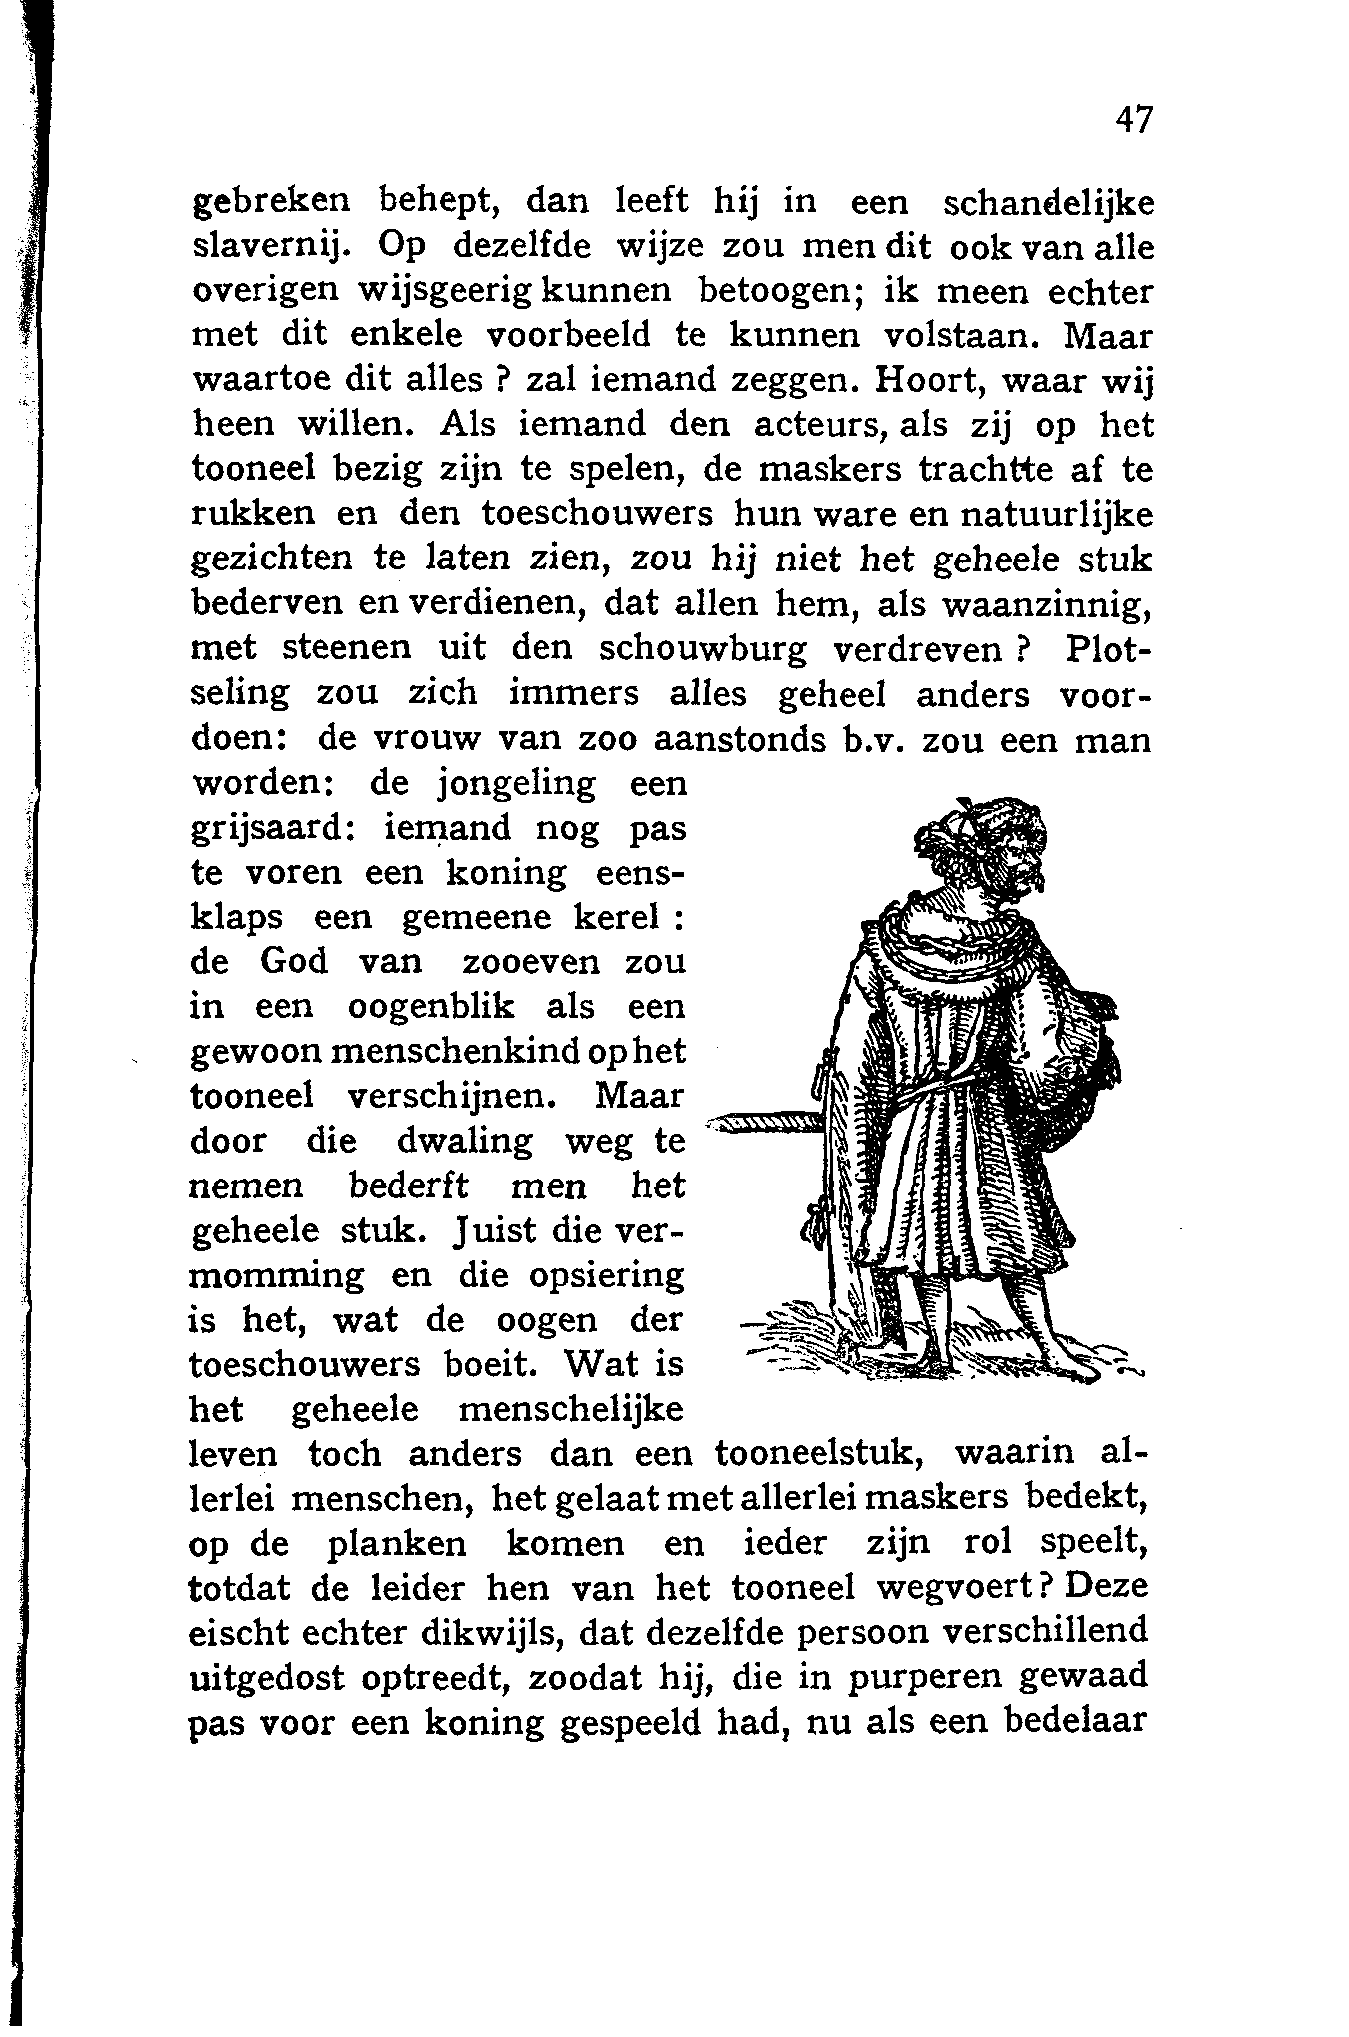 47
gebreken behept, dan leeft hij in een schandelijke
slavernij. Op dezelfde wijze zou men dit ook van alle
overigen wijsgeerig kunnen betoogen; ik meen echter
met dit enkele voorbeeld te kunnen volstaan. Maar
waartoe dit alles ? zal iemand zeggen. Hoort, waar wij
heen willen. Als iemand den acteurs, als zij op het
tooneel bezig zijn te spelen, de maskers trachtte af te
rukken en den toeschouwers hun ware en natuurlijke
gezichten te laten zien, zou hij niet het geheele stuk
bederven en verdienen, dat allen hem, als waanzinnig,
met steenen uit den schouwburg verdreven ? Plot-
seling zou zich immers alles geheel anders voor-
doen: de vrouw van zoo aanstonds b.v. zou een man
worden: de jongeling een
grijsaard: iemand nog pas
te voren een koning eens-
klaps een gemeene kerel :
de God van zooeven zou
in een oogenblik als een
gewoon menschenkind op het
tooneel verschijnen. Maar
door die dwaling weg te
nemen bederft men het
geheele stuk. Juist die ver-
momming en die opsiering
is het, wat de oogen der
toeschouwers boeit. Wat is
het geheele menschelijke
leven toch anders dan een tooneelstuk, waarin al-
lerlei menschen, het gelaat met allerlei maskers bedekt,
op de planken komen en ieder zijn rol speelt,
totdat de leider hen van het tooneel wegvoert? Deze
eischt echter dikwijls, dat dezelfde persoon verschillend
uitgedost optreedt, zoodat hij, die in purperen gewaad
pas voor een koning gespeeld had, nu als een bedelaar